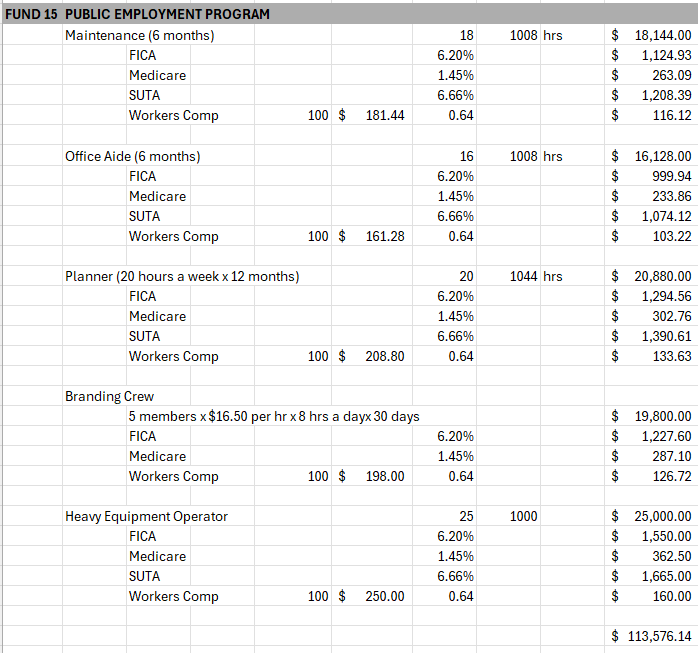 FUND 15 PUBLIC EMPLOYMENT PROGRAM
Maintenance (6 months) 18 1008 hrs $ 18,144.00
FICA 6.20% $ 1,124.93
Medicare 1.45% $ 263.09
SUTA 6.66% $ 1,208.39
Workers Comp 100 $ 181.44 0.64 $ 116.12
Office Aide (6 months) 16 1008 hrs $ 16,128.00
FICA 6.20% $ 999.94
Medicare 1.45% $ 233.86
SUTA 6.66% $ 1,074.12
Workers Comp 100 $ 161.28 0.64 $ 103.22
Planner (20 hours a week x 12 months) 20 1044 hrs $ 20,880.00
FICA 6.20% $ 1,294.56
Medicare 1.45% $ 302.76
SUTA 6.66% $ 1,390.61
Workers Comp 100 $ 208.80 0.64 $ 133.63
Branding Crew
5 members x $16.50 per hr x 8 hrs a dayx 30 days $ 19,800.00
FICA 6.20% $ 1,227.60
Medicare 1.45% $ 287.10
Workers Comp 100 $ 198.00 0.64 $ 126.72
Heavy Equipment Operator 25 1000 $ 25,000.00
FICA 6.20% $ 1,550.00
Medicare 1.45% $ 362.50
SUTA 6.66% $ 1,665.00
Workers Comp 100 $ 250.00 0.64 $ 160.00
$ 113,576.14